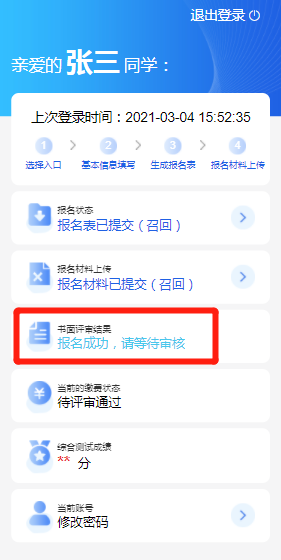 退出登录
亲爱的 张三 同学：
上次登录时间：2021-03-04 15:52:35
1 2 3 4
选择入口 基本信息填写 生成报名表 报名材料上传
报名状态
报名表已提交（召回）
报名材料上传
报名材料已提交（召回）
书面评审结果
报名成功，请等待审核
当前的缴费状态
待评审通过
综合测试成绩
** 分
当前账号
修改密码